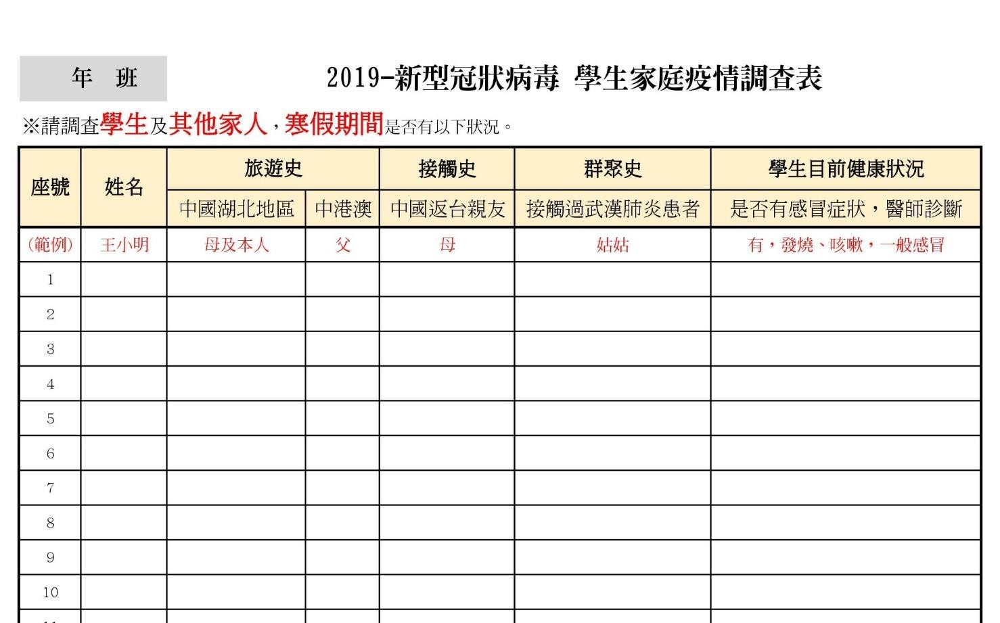 年 班
2019-新型冠狀病毒 學生家庭疫情調查表
※請調查學生及其他家人，寒假期間是否有以下狀況。
座號 姓名 旅遊史 接觸史 群聚史 學生目前健康狀況
中國湖北地區 中港澳 中國返台親友 接觸過武漢肺炎患者 是否有感冒症狀，醫師診斷
(範例) 王小明 母及本人 父 母 姑姑 有，發燒、咳嗽，一般感冒
1
2
3
4
5
6
7
8
9
10